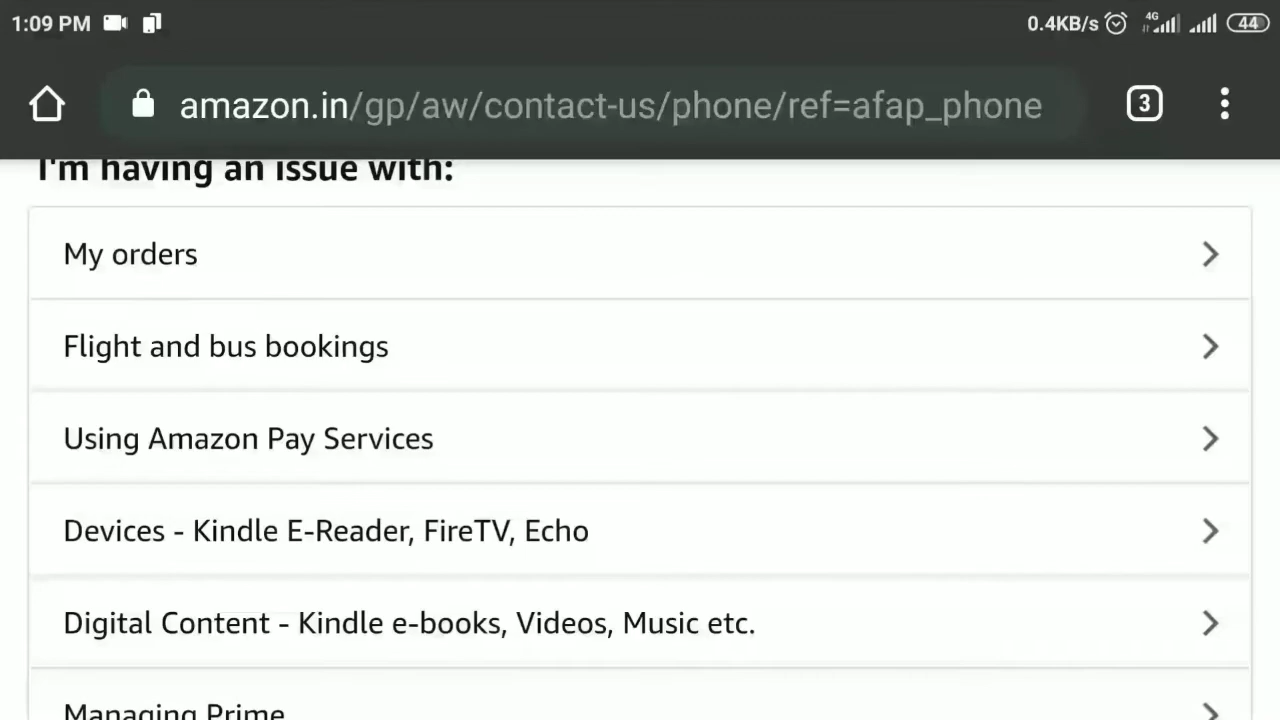 1:09 PM 0.4KB/s 4G 44
amazon.in/gp/aw/contact-us/phone/ref=afap_phone 3
I'm having an issue with:
My orders
Flight and bus bookings
Using Amazon Pay Services
Devices - Kindle E-Reader, FireTV, Echo
Digital Content - Kindle e-books, Videos, Music etc.
Managing Prime